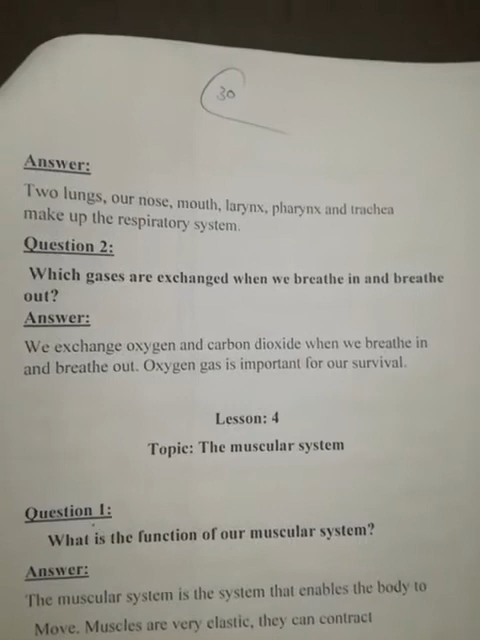 30
Answer:
Two lungs, our nose, mouth, larynx, pharynx and trachea
make up the respiratory system.
Question 2:
Which gases are exchanged when we breathe in and breathe
out?
Answer:
We exchange oxygen and carbon dioxide when we breathe in
and breathe out. Oxygen gas is important for our survival.
Lesson: 4
Topic: The muscular system
Question 1:
What is the function of our muscular system?
Answer:
The muscular system is the system that enables the body to
Move. Muscles are very elastic, they can contract